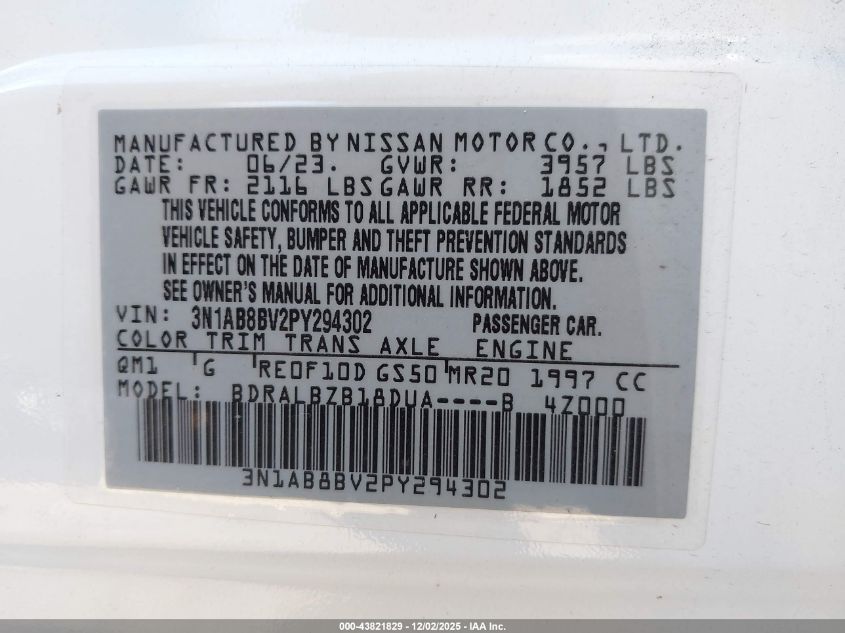 MANUFACTURED BY NISSAN MOTOR CO., LTD.
DATE: 06/23. GVWR: 3957 LBS
GAWR FR: 2116 LBS GAWR RR: 1852 LBS
THIS VEHICLE CONFORMS TO ALL APPLICABLE FEDERAL MOTOR
VEHICLE SAFETY, BUMPER AND THEFT PREVENTION STANDARDS
IN EFFECT ON THE DATE OF MANUFACTURE SHOWN ABOVE.
SEE OWNER'S MANUAL FOR ADDITIONAL INFORMATION.
VIN: 3N1AB8BV2PY294302 PASSENGER CAR.
COLOR TRIM TRANS AXLE ENGINE
QM1 G RE0F10D GS50 MR20 1997 CC
MODEL: BDRALBZB18DUA----B 4Z000
3N1AB8BV2PY294302
000-43821829 - 12/02/2025 - IAA Inc.